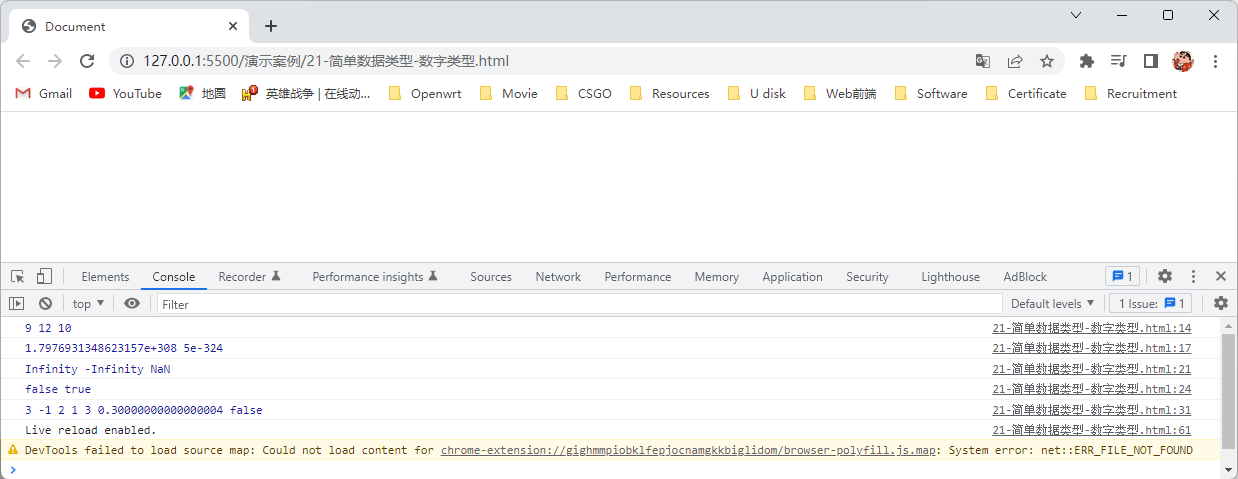 Document
127.0.0.1:5500/演示案例/21-简单数据类型-数字类型.html
Gmail YouTube 地图 英雄战争 | 在线动... Openwrt Movie CSGO Resources U disk Web前端 Software Certificate Recruitment
Elements Console Recorder Performance insights Sources Network Performance Memory Application Security Lighthouse AdBlock 1
top Filter Default levels 1 Issue: 1
9 12 10 21-简单数据类型-数字类型.html:14
1.7976931348623157e+308 5e-324 21-简单数据类型-数字类型.html:17
Infinity -Infinity NaN 21-简单数据类型-数字类型.html:21
false true 21-简单数据类型-数字类型.html:24
3 -1 2 1 3 0.30000000000000004 false 21-简单数据类型-数字类型.html:31
Live reload enabled. 21-简单数据类型-数字类型.html:61
DevTools failed to load source map: Could not load content for chrome-extension://gighmmpiobklfepjocnamgkkbiglidom/browser-polyfill.js.map: System error: net::ERR_FILE_NOT_FOUND